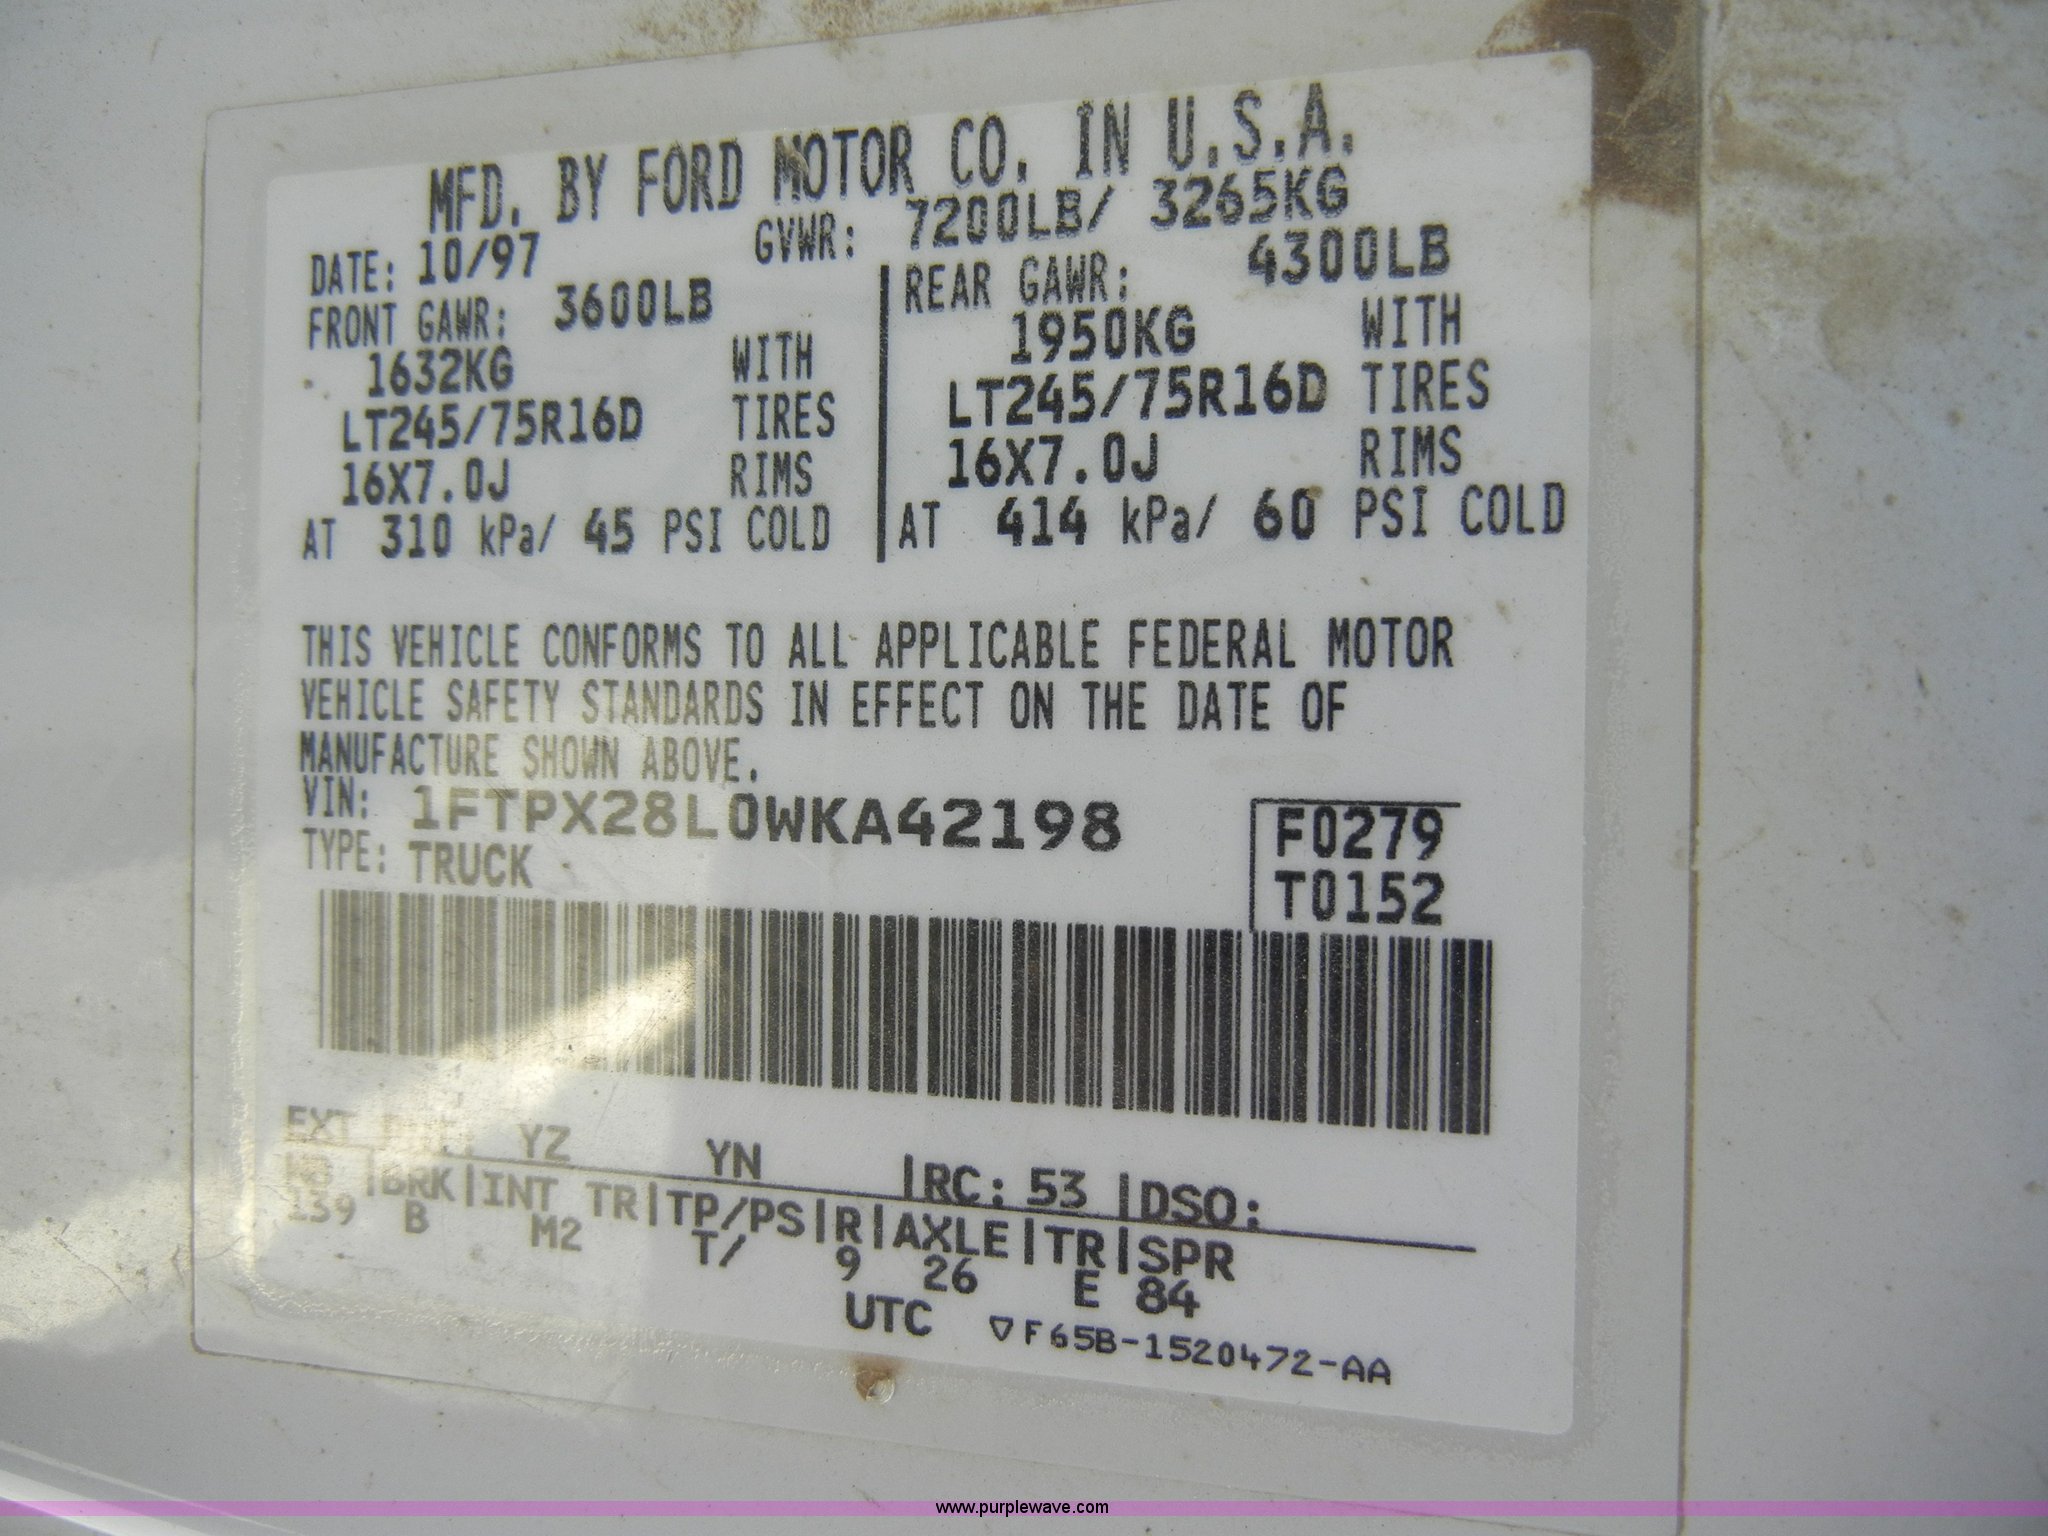 MFD. BY FORD MOTOR CO. IN U.S.A.
DATE: 10/97 GVWR: 7200LB/ 3265KG
FRONT GAWR: 3600LB REAR GAWR: 4300LB
1632KG WITH 1950KG WITH
LT245/75R16D TIRES LT245/75R16D TIRES
16X7.0J RIMS 16X7.0J RIMS
AT 310 kPa/ 45 PSI COLD AT 414 kPa/ 60 PSI COLD
THIS VEHICLE CONFORMS TO ALL APPLICABLE FEDERAL MOTOR
VEHICLE SAFETY STANDARDS IN EFFECT ON THE DATE OF
MANUFACTURE SHOWN ABOVE.
VIN: 1FTPX28L0WKA42198 F0279
TYPE: TRUCK T0152
EXT YZ YN |RC: 53 |DSO:
|BRK|INT TR|TP/PS|R|AXLE|TR|SPR
139 B M2 T/ 9 26 E 84
UTC ▽F65B-1520472-AA
www.purplewave.com